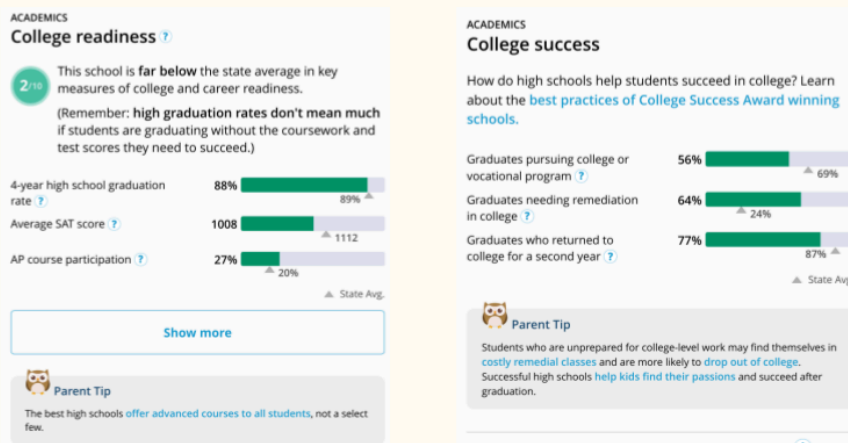 ACADEMICS
College readiness ?
2/10
This school is far below the state average in key
measures of college and career readiness.
(Remember: high graduation rates don't mean much
if students are graduating without the coursework and
test scores they need to succeed.)
4-year high school graduation
rate ?
88%
89%
Average SAT score ?
1008
1112
AP course participation ?
27%
20%
State Avg.
Show more
Parent Tip
The best high schools offer advanced courses to all students, not a select
few.
ACADEMICS
College success
How do high schools help students succeed in college? Learn
about the best practices of College Success Award winning
schools.
Graduates pursuing college or
vocational program ?
56%
69%
Graduates needing remediation
in college ?
64%
24%
Graduates who returned to
college for a second year ?
77%
87%
State Avg
Parent Tip
Students who are unprepared for college-level work may find themselves in
costly remedial classes and are more likely to drop out of college.
Successful high schools help kids find their passions and succeed after
graduation.